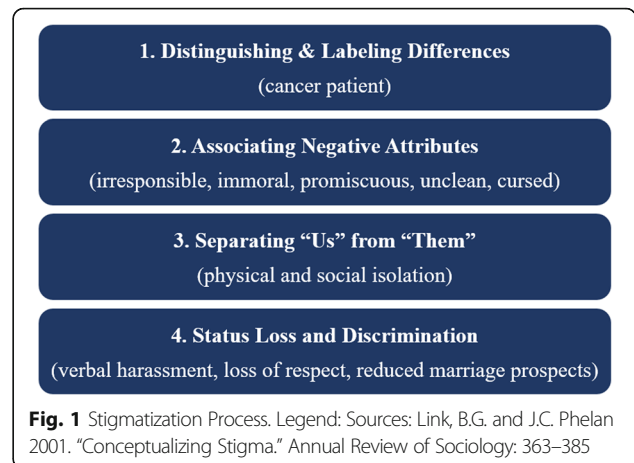 1. Distinguishing & Labeling Differences
(cancer patient)
2. Associating Negative Attributes
(irresponsible, immoral, promiscuous, unclean, cursed)
3. Separating “Us” from “Them”
(physical and social isolation)
4. Status Loss and Discrimination
(verbal harassment, loss of respect, reduced marriage prospects)
Fig. 1 Stigmatization Process. Legend: Sources: Link, B.G. and J.C. Phelan
2001. “Conceptualizing Stigma.” Annual Review of Sociology: 363–385